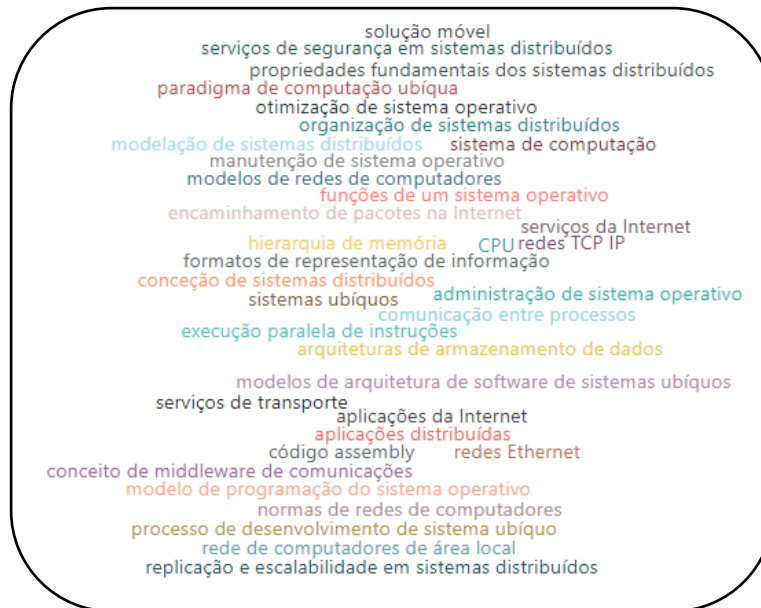 solução móvel
serviços de segurança em sistemas distribuídos
propriedades fundamentais dos sistemas distribuídos
paradigma de computação ubíqua
otimização de sistema operativo
organização de sistemas distribuídos
modelação de sistemas distribuídos sistema de computação
manutenção de sistema operativo
modelos de redes de computadores
funções de um sistema operativo
encaminhamento de pacotes na Internet
serviços da Internet
hierarquia de memória CPU redes TCP IP
formatos de representação de informação
conceção de sistemas distribuídos
sistemas ubíquos administração de sistema operativo
comunicação entre processos
execução paralela de instruções
arquiteturas de armazenamento de dados
modelos de arquitetura de software de sistemas ubíquos
serviços de transporte
aplicações da Internet
aplicações distribuídas
código assembly redes Ethernet
conceito de middleware de comunicações
modelo de programação do sistema operativo
normas de redes de computadores
processo de desenvolvimento de sistema ubíquo
rede de computadores de área local
replicação e escalabilidade em sistemas distribuídos